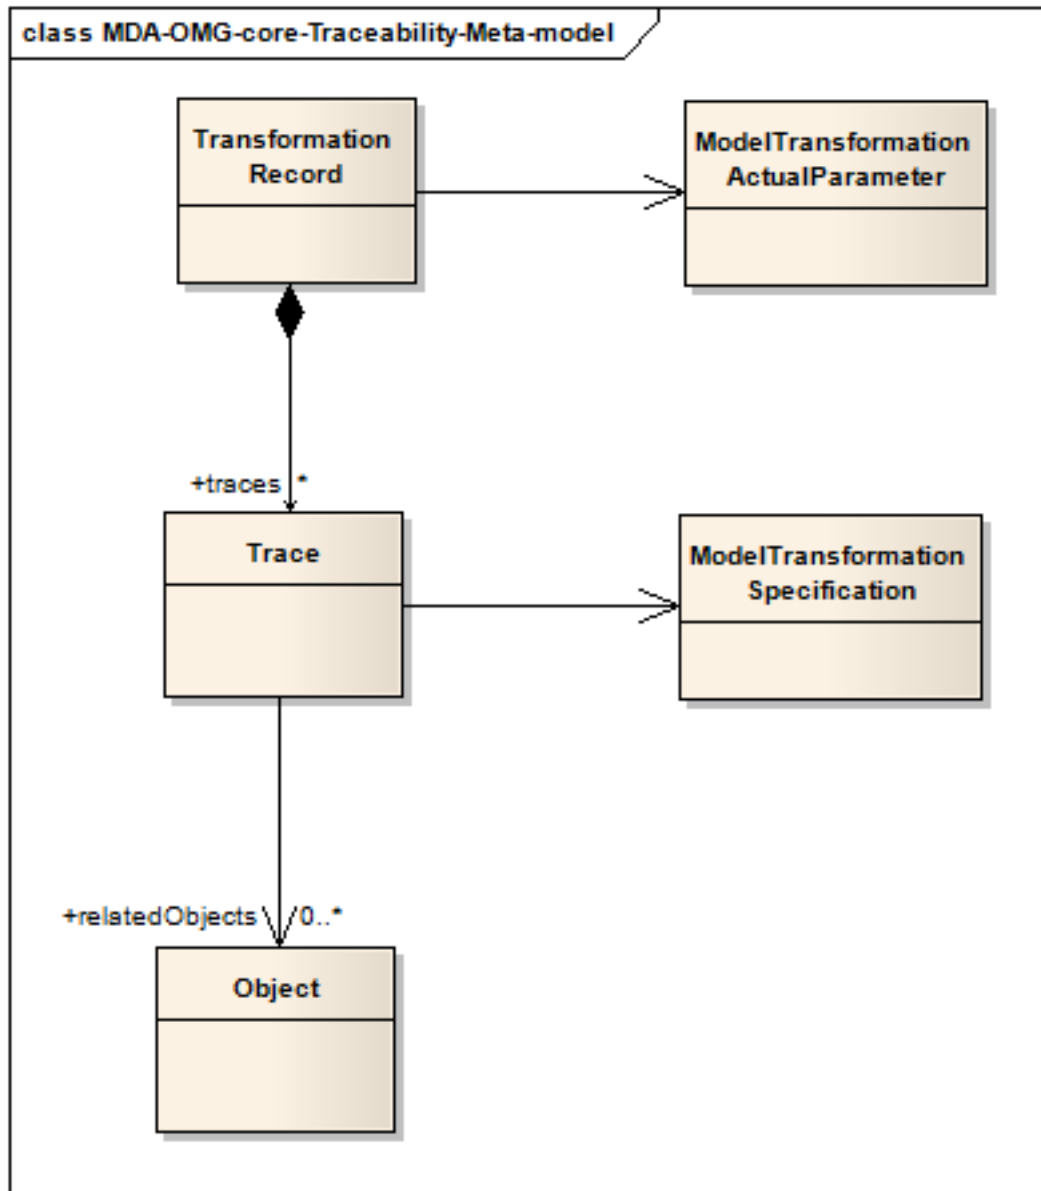 class MDA-OMG-core-Traceability-Meta-model
Transformation
Record
ModelTransformation
ActualParameter
+traces *
Trace
ModelTransformation
Specification
+relatedObjects 0..*
Object